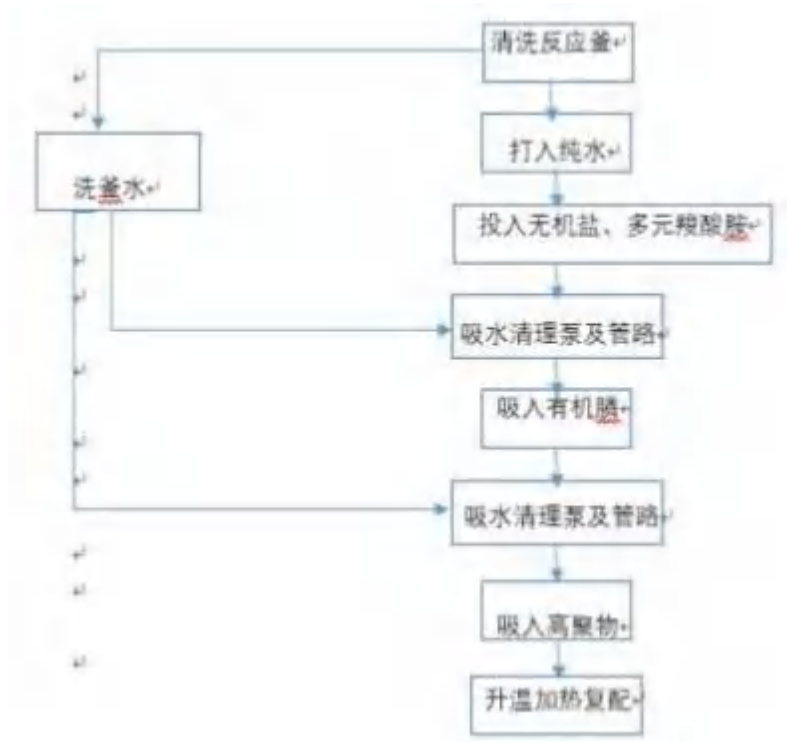 清洗反应釜
打入纯水
洗釜水
投入无机盐、多元羧酸胺
吸水清理泵及管路
吸入有机膦
吸水清理泵及管路
吸入高聚物
升温加热复配